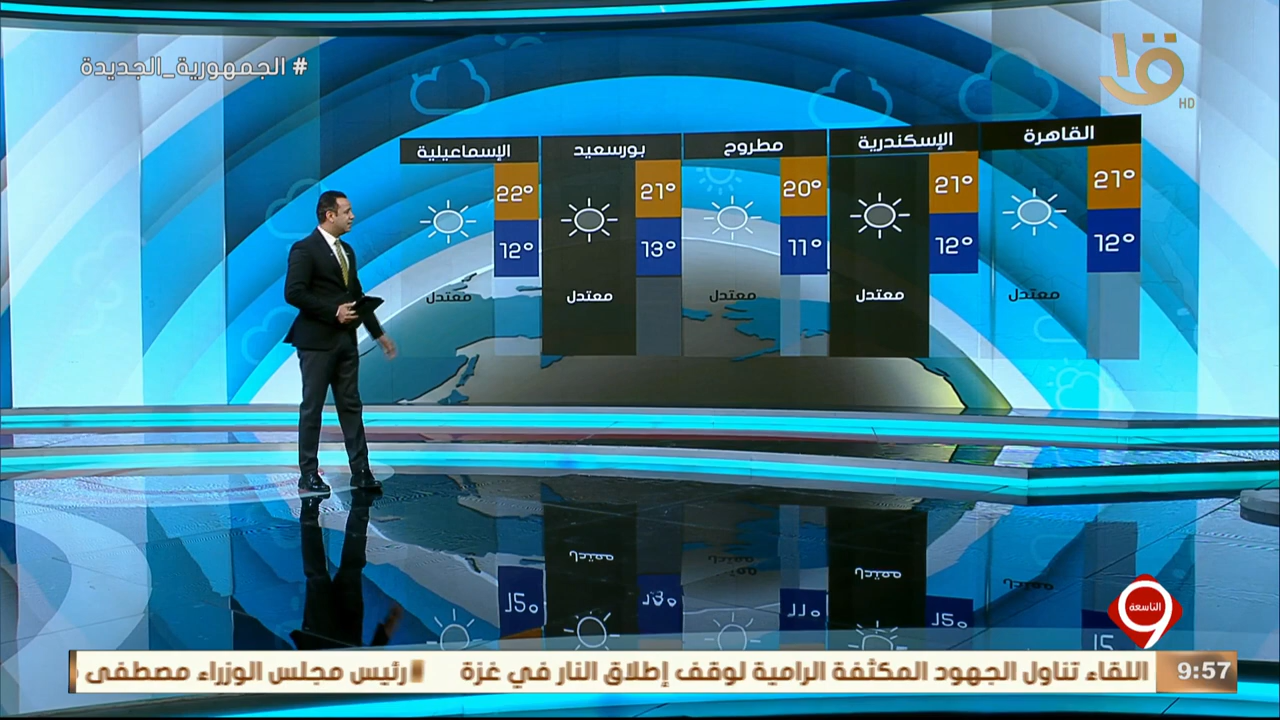 # الجمهورية_الجديدة
HD
القاهرة
21°
12°
معتدل
الإسكندرية
21°
12°
معتدل
مطروح
20°
11°
معتدل
بورسعيد
21°
13°
معتدل
الإسماعيلية
22°
12°
معتدل
التاسعة
9
9:57
اللقاء تناول الجهود المكثفة الرامية لوقف إطلاق النار في غزة
رئيس مجلس الوزراء مصطفى